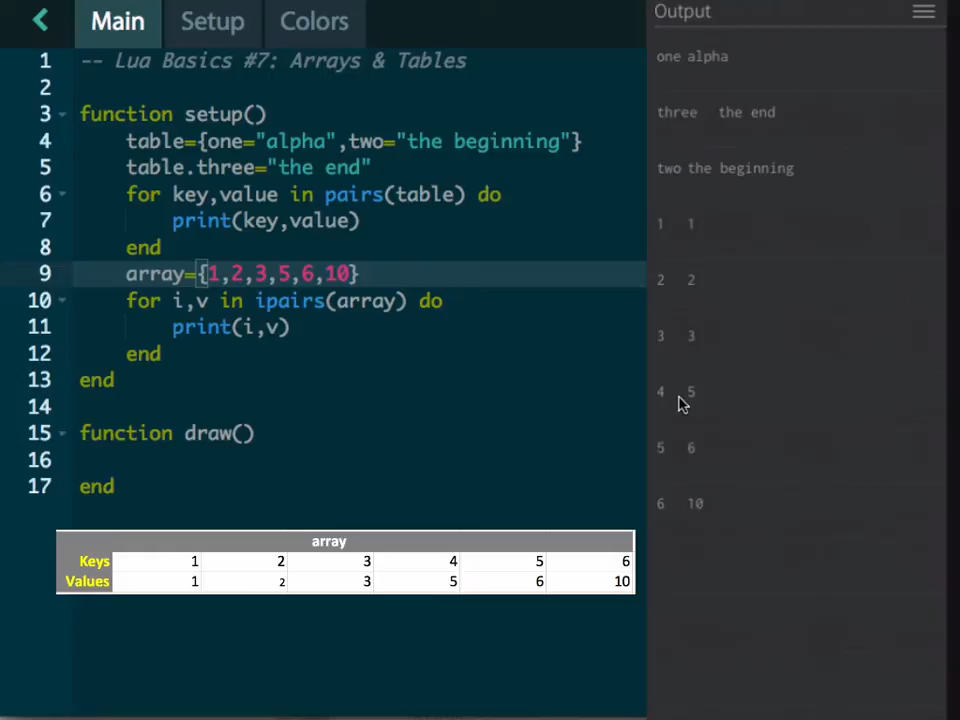 Main Setup Colors
1 -- Lua Basics #7: Arrays & Tables
2
3 function setup()
4 table={one="alpha",two="the beginning"}
5 table.three="the end"
6 for key,value in pairs(table) do
7 print(key,value)
8 end
9 array={1,2,3,5,6,10}
10 for i,v in ipairs(array) do
11 print(i,v)
12 end
13 end
14
15 function draw()
16
17 end
array
Keys 1 2 3 4 5 6
Values 1 2 3 5 6 10
Output
one alpha
three the end
two the beginning
1 1
2 2
3 3
4 5
5 6
6 10